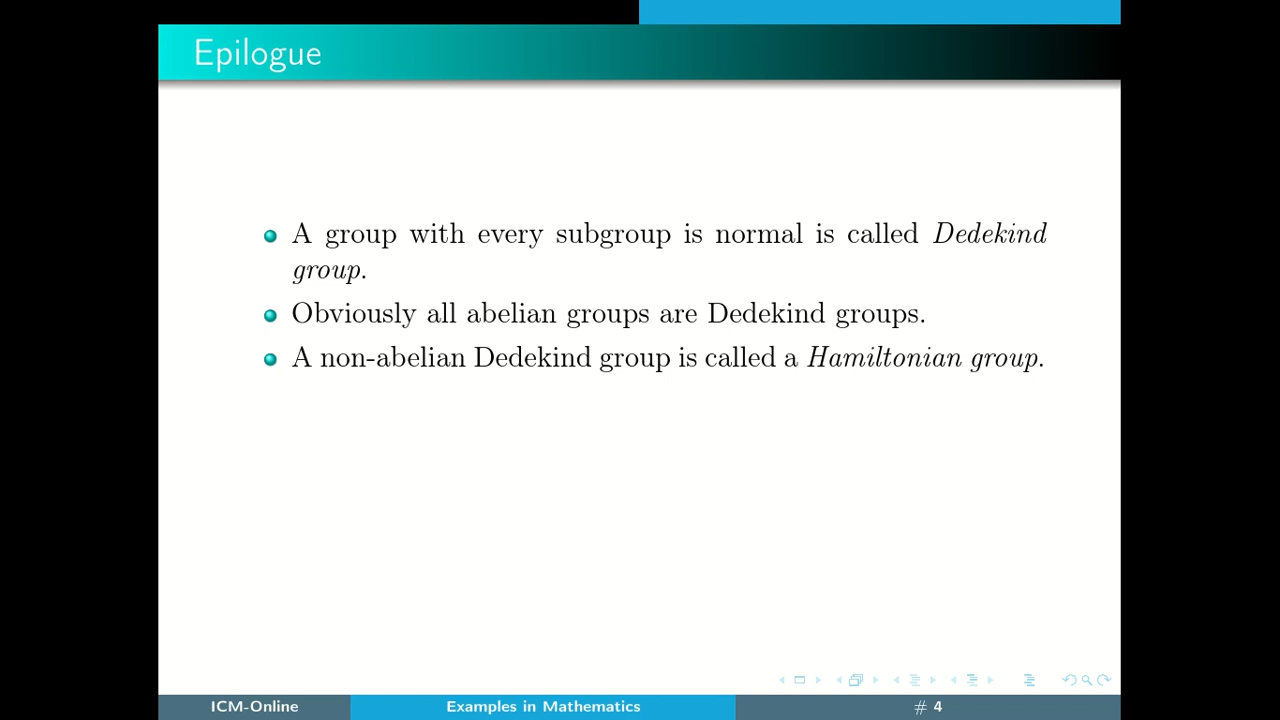 Epilogue
A group with every subgroup is normal is called Dedekind
group.
Obviously all abelian groups are Dedekind groups.
A non-abelian Dedekind group is called a Hamiltonian group.
ICM-Online
Examples in Mathematics
# 4